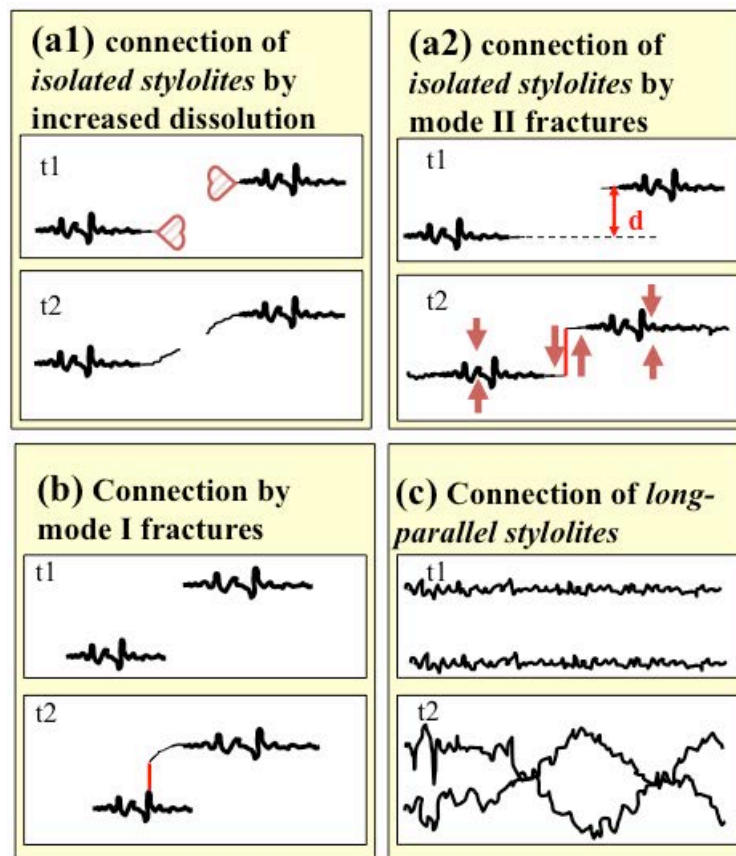 (a1) connection of
isolated stylolites by
increased dissolution
t1
t2
(a2) connection of
isolated stylolites by
mode II fractures
t1
d
t2
(b) Connection by
mode I fractures
t1
t2
(c) Connection of long-
parallel stylolites
t1
t2